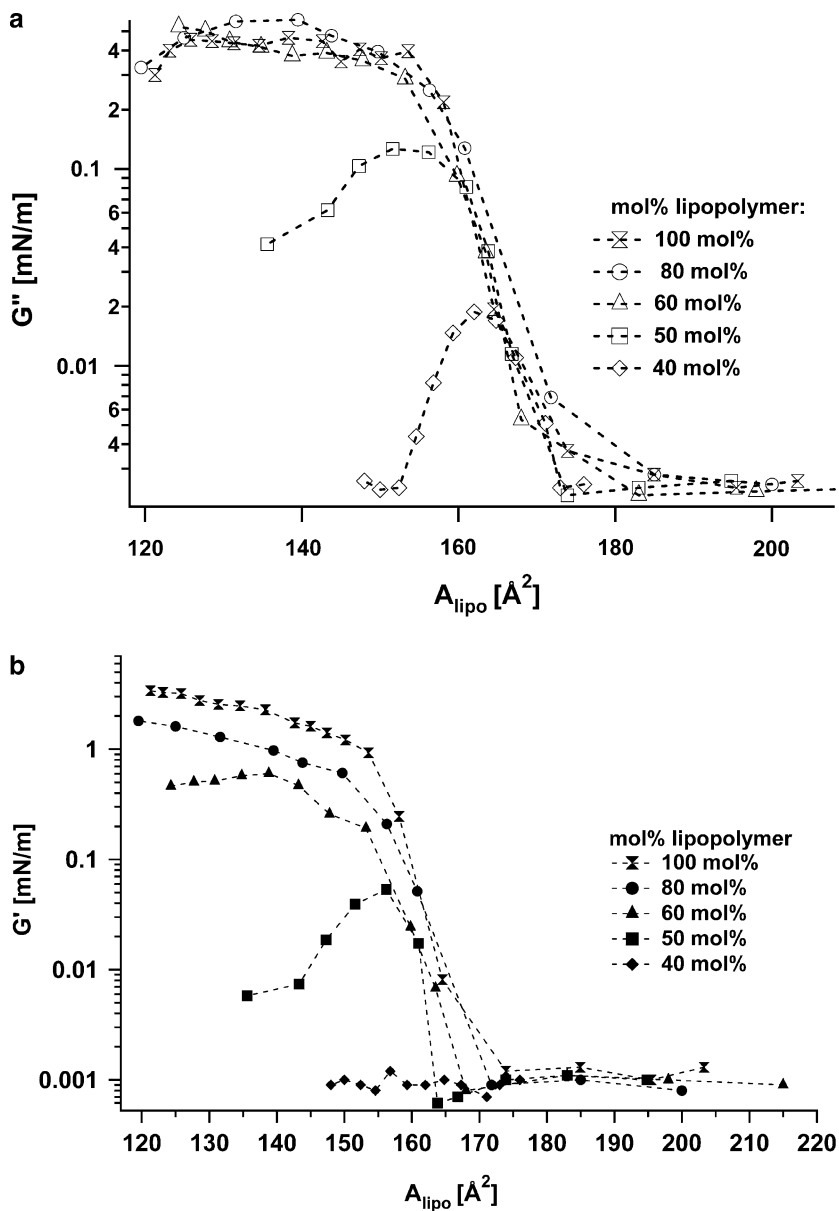 a
4
2
0.1
6
4
2
0.01
6
4
G" [mN/m]
mol% lipopolymer:
100 mol%
80 mol%
60 mol%
50 mol%
40 mol%
120 140 160 180 200
A_lipo [Å²]
b
1
0.1
0.01
0.001
G' [mN/m]
mol% lipopolymer
100 mol%
80 mol%
60 mol%
50 mol%
40 mol%
120 130 140 150 160 170 180 190 200 210 220
A_lipo [Å²]